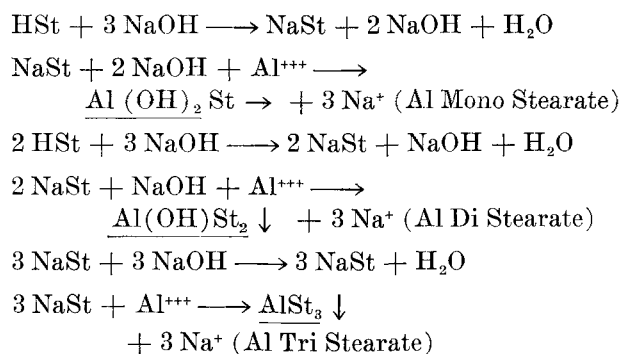 HSt + 3 NaOH ⟶ NaSt + 2 NaOH + H₂O
NaSt + 2 NaOH + Al⁺⁺⁺ ⟶
Al (OH)₂ St → + 3 Na⁺ (Al Mono Stearate)
2 HSt + 3 NaOH ⟶ 2 NaSt + NaOH + H₂O
2 NaSt + NaOH + Al⁺⁺⁺ ⟶
Al(OH)St₂ ↓ + 3 Na⁺ (Al Di Stearate)
3 NaSt + 3 NaOH ⟶ 3 NaSt + H₂O
3 NaSt + Al⁺⁺⁺ ⟶ AlSt₃ ↓
+ 3 Na⁺ (Al Tri Stearate)